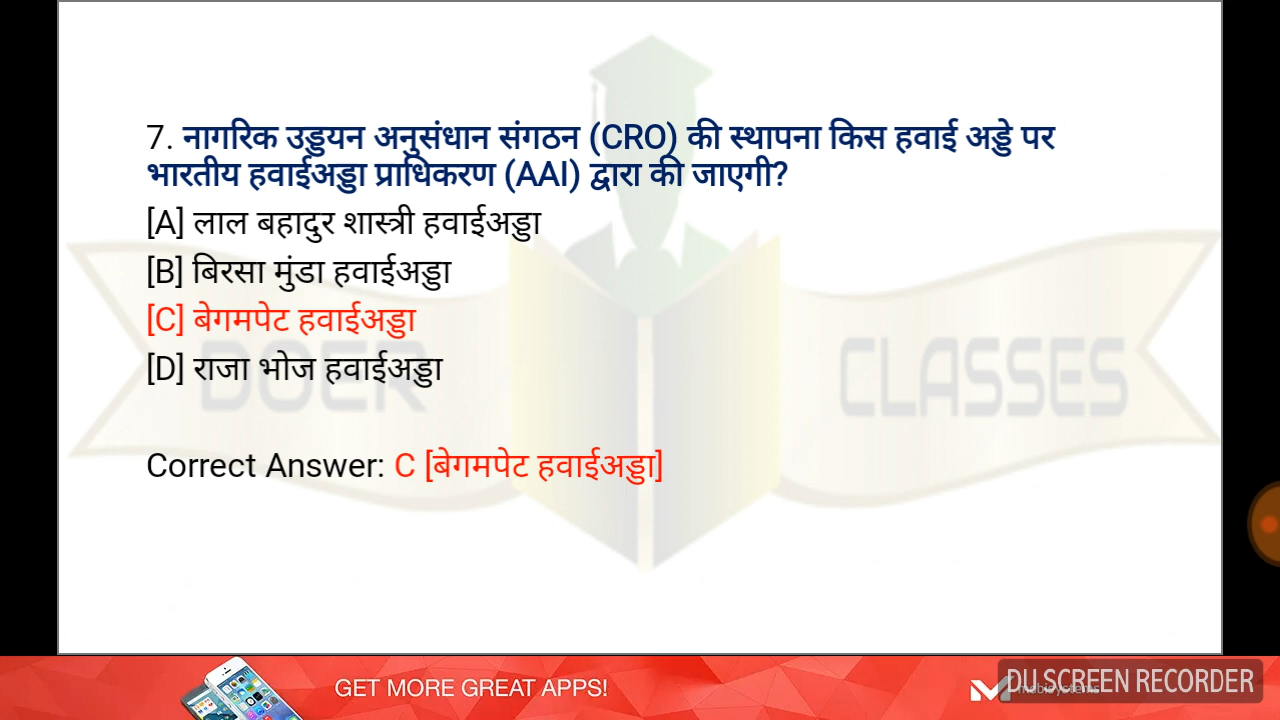 7. नागरिक उड्डयन अनुसंधान संगठन (CRO) की स्थापना किस हवाई अड्डे पर
भारतीय हवाईअड्डा प्राधिकरण (AAI) द्वारा की जाएगी?
[A] लाल बहादुर शास्त्री हवाईअड्डा
[B] बिरसा मुंडा हवाईअड्डा
[C] बेगमपेट हवाईअड्डा
[D] राजा भोज हवाईअड्डा
DOER CLASSES
Correct Answer: C [बेगमपेट हवाईअड्डा]
GET MORE GREAT APPS!
mobisystems
DU SCREEN RECORDER